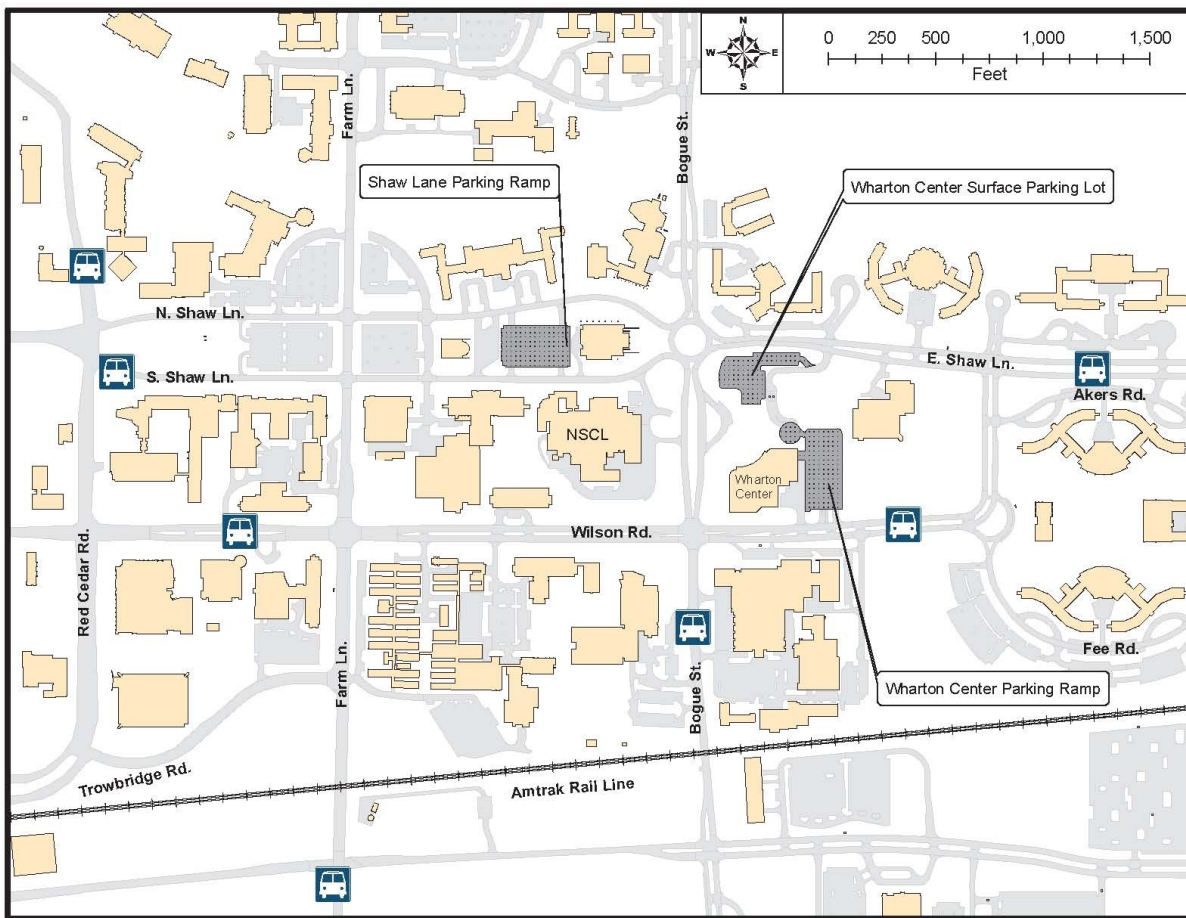 N
W E
S
0 250 500 1,000 1,500
Feet
Farm Ln.
Bogue St.
Shaw Lane Parking Ramp
Wharton Center Surface Parking Lot
N. Shaw Ln.
E. Shaw Ln.
S. Shaw Ln.
Akers Rd.
NSCL
Wharton
Center
Wilson Rd.
Red Cedar Rd.
Farm Ln.
Bogue St.
Fee Rd.
Wharton Center Parking Ramp
Trowbridge Rd.
Amtrak Rail Line